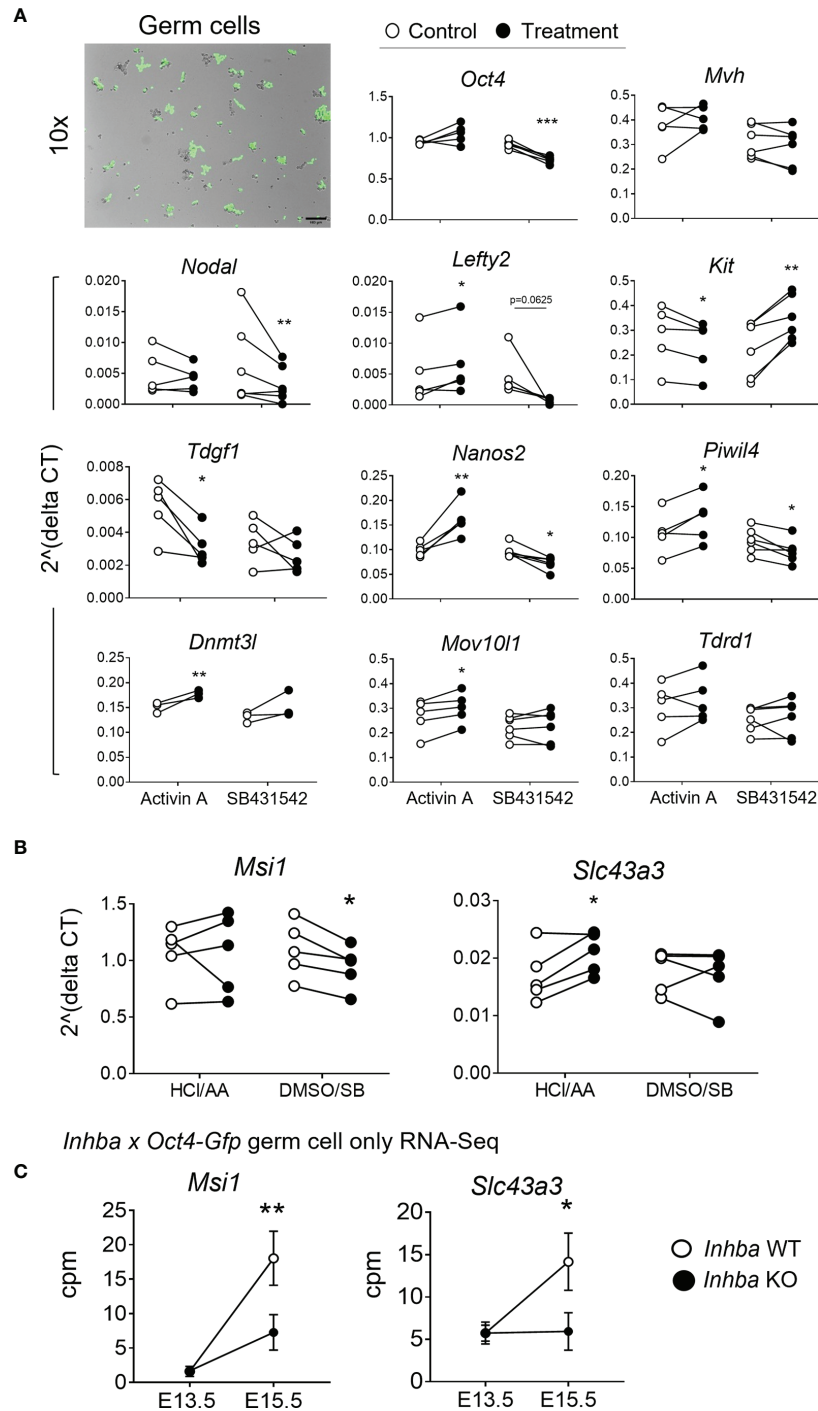 A
Germ cells
Control Treatment
10x
Oct4
1.5
1.0
0.5
0.0
***
Mvh
0.5
0.4
0.3
0.2
0.1
0.0
2^(delta CT)
Nodal
0.020
0.015
0.010
0.005
0.000
**
Lefty2
0.020
0.015
0.010
0.005
0.000
*
p=0.0625
Kit
0.5
0.4
0.3
0.2
0.1
0.0
*
**
Tdgf1
0.008
0.006
0.004
0.002
0.000
*
Nanos2
0.25
0.20
0.15
0.10
0.05
0.00
**
*
Piwil4
0.20
0.15
0.10
0.05
0.00
*
*
Dnmt3l
0.25
0.20
0.15
0.10
0.05
0.00
**
Activin A SB431542
Mov10l1
0.5
0.4
0.3
0.2
0.1
0.0
*
Activin A SB431542
Tdrd1
0.5
0.4
0.3
0.2
0.1
0.0
Activin A SB431542
B
2^(delta CT)
Msi1
1.5
1.0
0.5
0.0
*
HCl/AA DMSO/SB
Slc43a3
0.03
0.02
0.01
0.00
*
HCl/AA DMSO/SB
Inhba x Oct4-Gfp germ cell only RNA-Seq
C
Msi1
cpm
25
20
15
10
5
0
**
E13.5 E15.5
Slc43a3
cpm
20
15
10
5
0
*
E13.5 E15.5
Inhba WT
Inhba KO